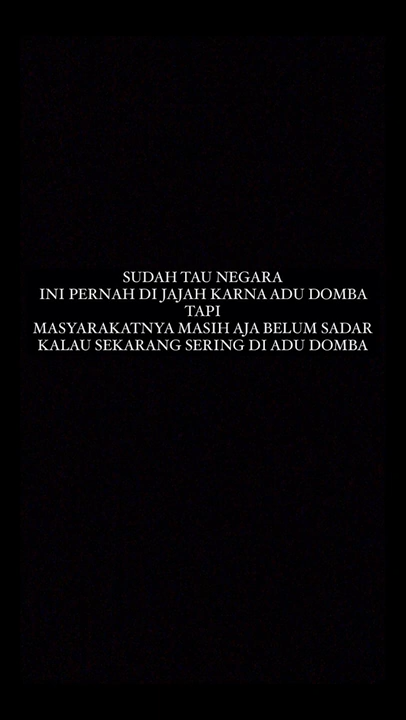 SUDAH TAU NEGARA
INI PERNAH DI JAJAH KARNA ADU DOMBA
TAPI
MASYARAKATNYA MASIH AJA BELUM SADAR
KALAU SEKARANG SERING DI ADU DOMBA